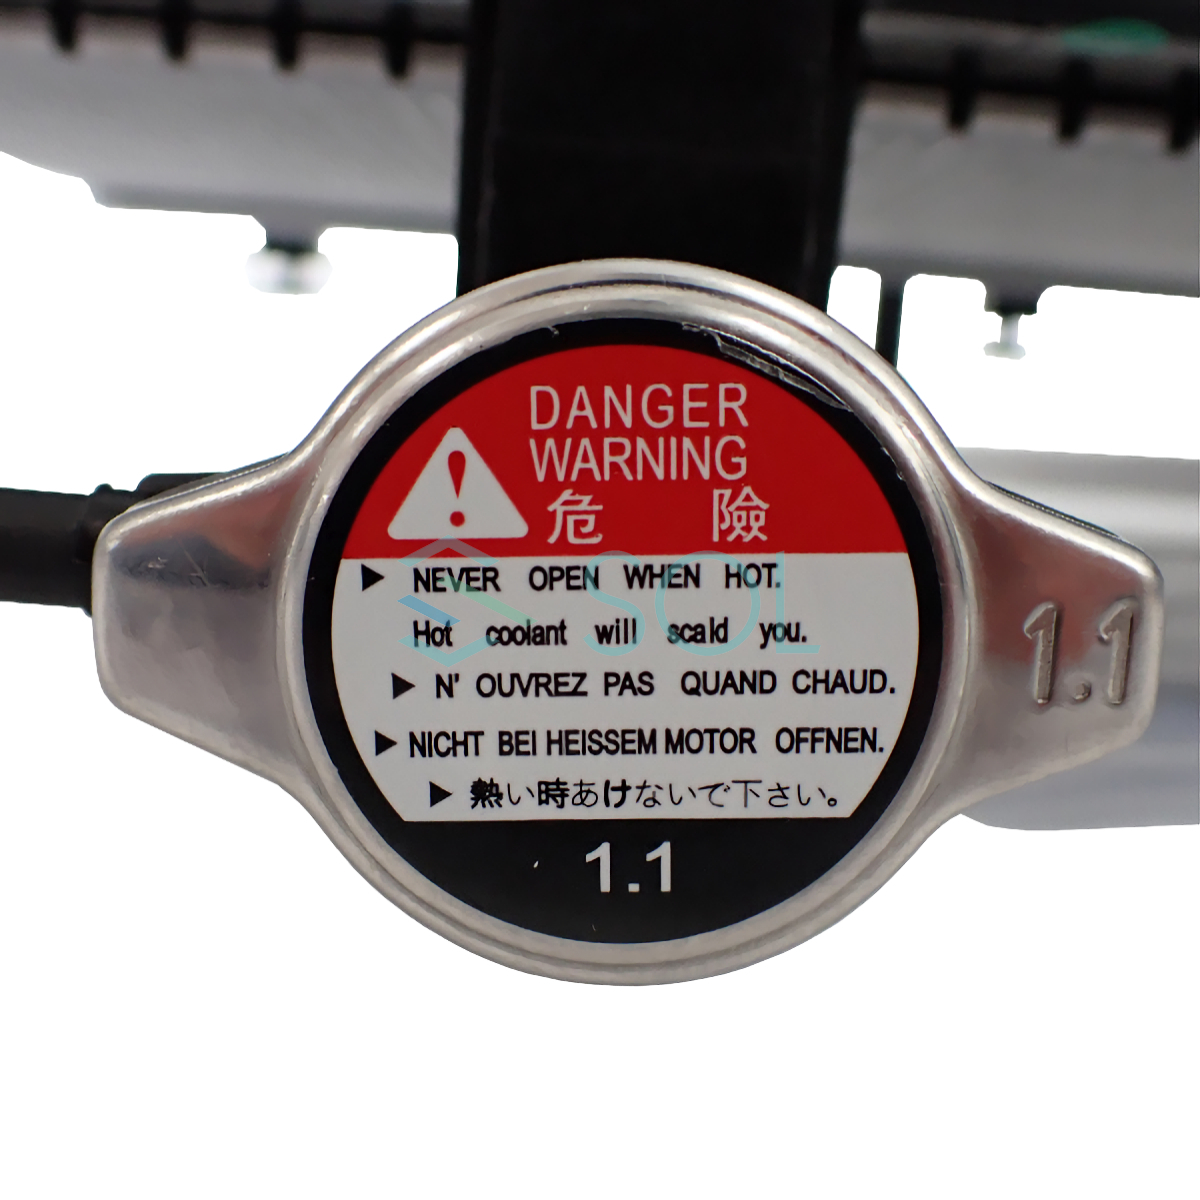 DANGER
WARNING
危 險
NEVER OPEN WHEN HOT.
Hot coolant will scald you.
SOL
N' OUVREZ PAS QUAND CHAUD.
NICHT BEI HEISSEM MOTOR OFFNEN.
熱い時あけないで下さい。
1.1
1.1